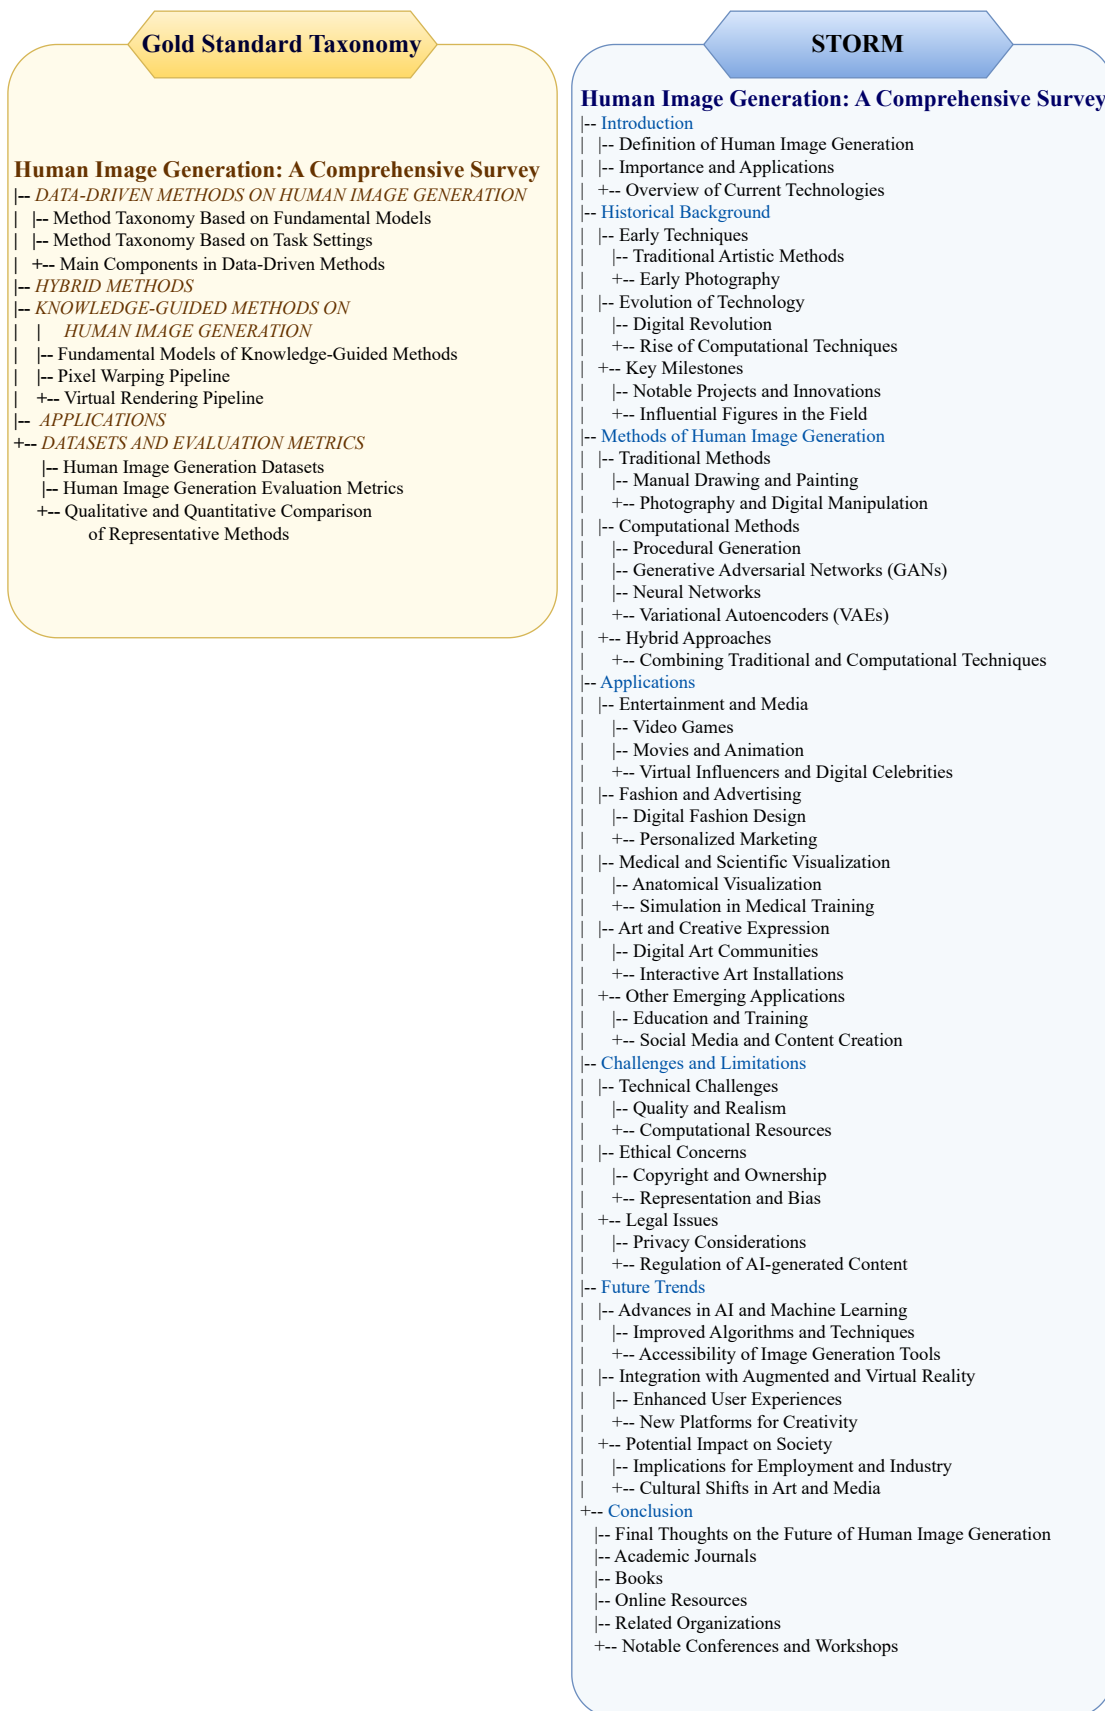 Gold Standard Taxonomy
Human Image Generation: A Comprehensive Survey
|-- DATA-DRIVEN METHODS ON HUMAN IMAGE GENERATION
| |-- Method Taxonomy Based on Fundamental Models
| |-- Method Taxonomy Based on Task Settings
| +-- Main Components in Data-Driven Methods
|-- HYBRID METHODS
|-- KNOWLEDGE-GUIDED METHODS ON
| | HUMAN IMAGE GENERATION
| |-- Fundamental Models of Knowledge-Guided Methods
| |-- Pixel Warping Pipeline
| +-- Virtual Rendering Pipeline
|-- APPLICATIONS
+-- DATASETS AND EVALUATION METRICS
|-- Human Image Generation Datasets
|-- Human Image Generation Evaluation Metrics
+-- Qualitative and Quantitative Comparison
of Representative Methods
STORM
Human Image Generation: A Comprehensive Survey
|-- Introduction
| |-- Definition of Human Image Generation
| |-- Importance and Applications
| +-- Overview of Current Technologies
|-- Historical Background
| |-- Early Techniques
| |-- Traditional Artistic Methods
| +-- Early Photography
| |-- Evolution of Technology
| |-- Digital Revolution
| +-- Rise of Computational Techniques
| +-- Key Milestones
| |-- Notable Projects and Innovations
| +-- Influential Figures in the Field
|-- Methods of Human Image Generation
| |-- Traditional Methods
| |-- Manual Drawing and Painting
| +-- Photography and Digital Manipulation
| |-- Computational Methods
| |-- Procedural Generation
| |-- Generative Adversarial Networks (GANs)
| |-- Neural Networks
| +-- Variational Autoencoders (VAEs)
| +-- Hybrid Approaches
| +-- Combining Traditional and Computational Techniques
|-- Applications
| |-- Entertainment and Media
| |-- Video Games
| |-- Movies and Animation
| +-- Virtual Influencers and Digital Celebrities
| |-- Fashion and Advertising
| |-- Digital Fashion Design
| +-- Personalized Marketing
| |-- Medical and Scientific Visualization
| |-- Anatomical Visualization
| +-- Simulation in Medical Training
| |-- Art and Creative Expression
| |-- Digital Art Communities
| +-- Interactive Art Installations
| +-- Other Emerging Applications
| |-- Education and Training
| +-- Social Media and Content Creation
|-- Challenges and Limitations
| |-- Technical Challenges
| |-- Quality and Realism
| +-- Computational Resources
| |-- Ethical Concerns
| |-- Copyright and Ownership
| +-- Representation and Bias
| +-- Legal Issues
| |-- Privacy Considerations
| +-- Regulation of AI-generated Content
|-- Future Trends
| |-- Advances in AI and Machine Learning
| |-- Improved Algorithms and Techniques
| +-- Accessibility of Image Generation Tools
| |-- Integration with Augmented and Virtual Reality
| |-- Enhanced User Experiences
| +-- New Platforms for Creativity
| +-- Potential Impact on Society
| |-- Implications for Employment and Industry
| +-- Cultural Shifts in Art and Media
+-- Conclusion
|-- Final Thoughts on the Future of Human Image Generation
|-- Academic Journals
|-- Books
|-- Online Resources
|-- Related Organizations
+-- Notable Conferences and Workshops